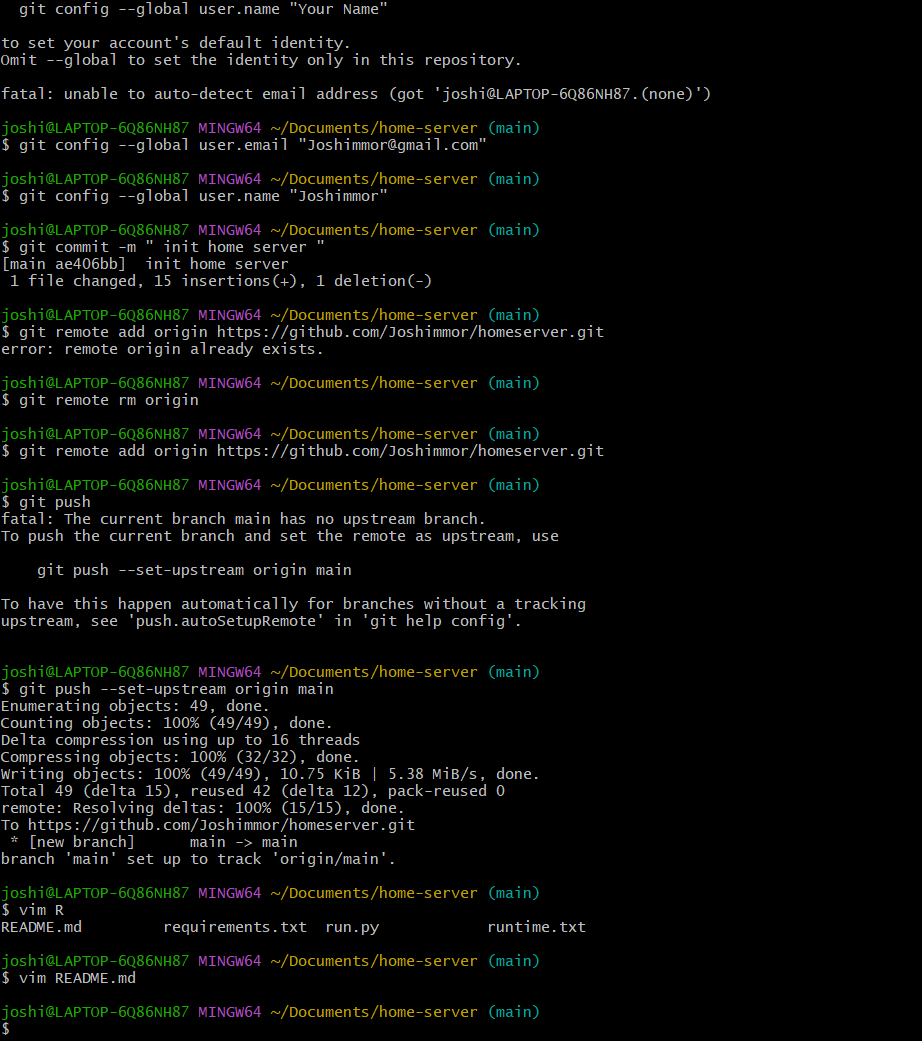 git config --global user.name "Your Name"

to set your account's default identity.
Omit --global to set the identity only in this repository.

fatal: unable to auto-detect email address (got 'joshi@LAPTOP-6Q86NH87.(none)')

joshi@LAPTOP-6Q86NH87 MINGW64 ~/Documents/home-server (main)
$ git config --global user.email "Joshimmor@gmail.com"

joshi@LAPTOP-6Q86NH87 MINGW64 ~/Documents/home-server (main)
$ git config --global user.name "Joshimmor"

joshi@LAPTOP-6Q86NH87 MINGW64 ~/Documents/home-server (main)
$ git commit -m " init home server "
[main ae406bb]  init home server
 1 file changed, 15 insertions(+), 1 deletion(-)

joshi@LAPTOP-6Q86NH87 MINGW64 ~/Documents/home-server (main)
$ git remote add origin https://github.com/Joshimmor/homeserver.git
error: remote origin already exists.

joshi@LAPTOP-6Q86NH87 MINGW64 ~/Documents/home-server (main)
$ git remote rm origin

joshi@LAPTOP-6Q86NH87 MINGW64 ~/Documents/home-server (main)
$ git remote add origin https://github.com/Joshimmor/homeserver.git

joshi@LAPTOP-6Q86NH87 MINGW64 ~/Documents/home-server (main)
$ git push
fatal: The current branch main has no upstream branch.
To push the current branch and set the remote as upstream, use

    git push --set-upstream origin main

To have this happen automatically for branches without a tracking
upstream, see 'push.autoSetupRemote' in 'git help config'.


joshi@LAPTOP-6Q86NH87 MINGW64 ~/Documents/home-server (main)
$ git push --set-upstream origin main
Enumerating objects: 49, done.
Counting objects: 100% (49/49), done.
Delta compression using up to 16 threads
Compressing objects: 100% (32/32), done.
Writing objects: 100% (49/49), 10.75 KiB | 5.38 MiB/s, done.
Total 49 (delta 15), reused 42 (delta 12), pack-reused 0
remote: Resolving deltas: 100% (15/15), done.
To https://github.com/Joshimmor/homeserver.git
 * [new branch]      main -> main
branch 'main' set up to track 'origin/main'.

joshi@LAPTOP-6Q86NH87 MINGW64 ~/Documents/home-server (main)
$ vim R
README.md         requirements.txt  run.py            runtime.txt

joshi@LAPTOP-6Q86NH87 MINGW64 ~/Documents/home-server (main)
$ vim README.md

joshi@LAPTOP-6Q86NH87 MINGW64 ~/Documents/home-server (main)
$